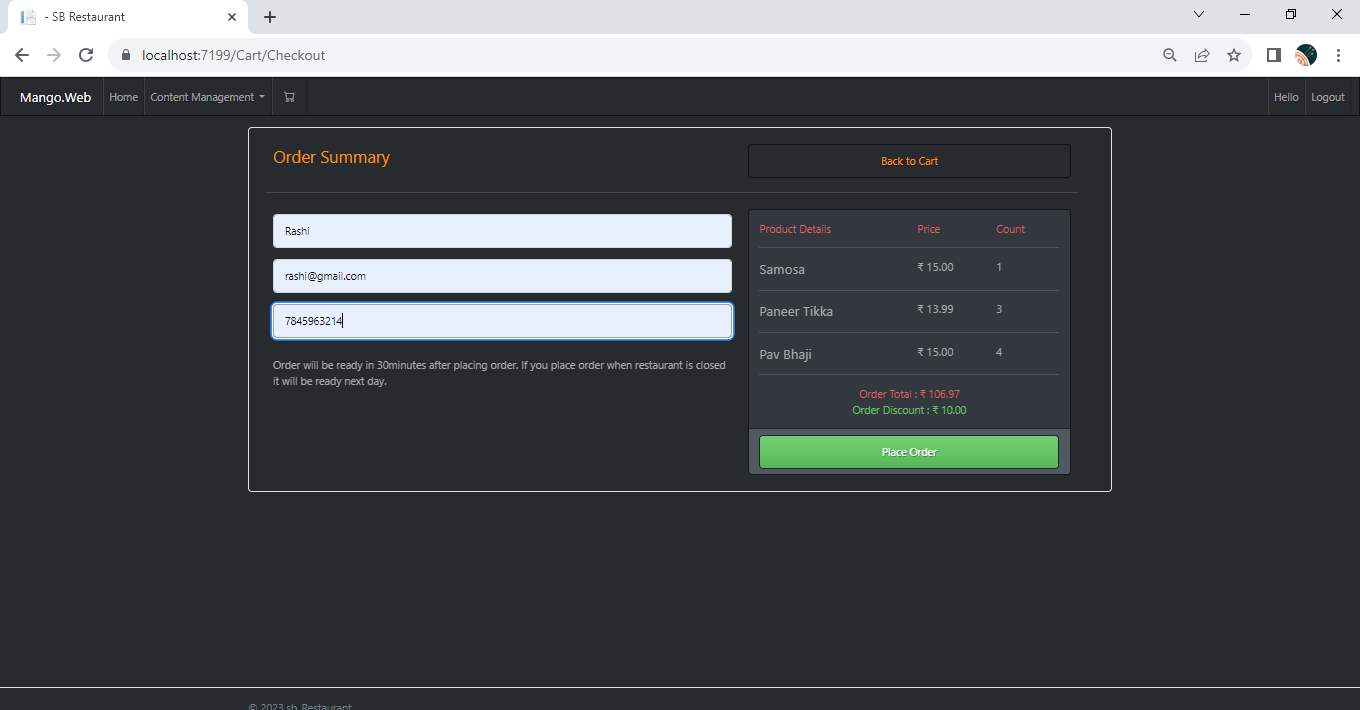 - SB Restaurant
localhost:7199/Cart/Checkout
Mango.Web Home Content Management Hello Logout
Order Summary
Back to Cart
Rashi
rashi@gmail.com
7845963214
Order will be ready in 30minutes after placing order. If you place order when restaurant is closed
it will be ready next day.
Product Details Price Count
Samosa ₹ 15.00 1
Paneer Tikka ₹ 13.99 3
Pav Bhaji ₹ 15.00 4
Order Total : ₹ 106.97
Order Discount : ₹ 10.00
Place Order
© 2023 sb_Restaurant